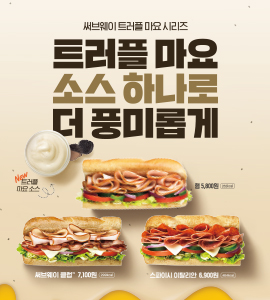 써브웨이 트러플 마요 시리즈
트러플 마요
소스 하나로
더 풍미롭게
New
트러플
마요 소스
햄 5,800원
써브웨이 클럽™ 7,100원
스파이시 이탈리안 6,900원